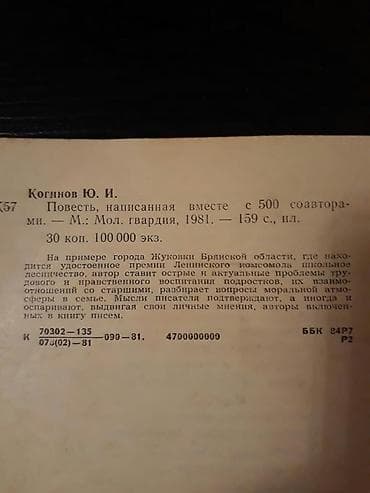 Когинов Ю. И.
К57 Повесть, написанная вместе с 500 соавтора-
ми. — М.: Мол. гвардия, 1981. — 159 с., ил.
30 коп. 100 000 экз.
На примере города Жуковки Брянской области, где на-
ходится удостоенное премии Ленинского комсомола школьное
лесничество, автор ставит острые и актуальные проблемы тру-
дового и нравственного воспитания подростков, их взаимо-
отношений со старшими, разбирает вопросы моральной атмо-
сферы в семье. Мысли писателя подтверждают, а иногда и
оспаривают, выдвигая свои личные мнения, авторы включен-
ных в книгу писем.
К 70302—135
078(02)—81
—090—81. 4700000000
ББК 84Р7
Р2